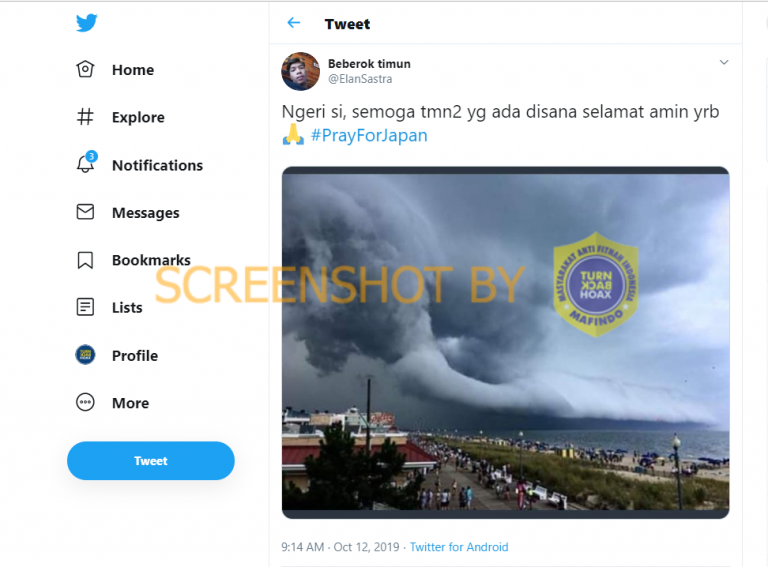 Tweet
Home
Explore
3
Notifications
Messages
Bookmarks
Lists
Profile
More
Tweet
Beberok timun
@ElanSastra
Ngeri si, semoga tmn2 yg ada disana selamat amin yrb
🙏 #PrayForJapan
SCREENSHOT BY
MASYARAKAT ANTI FITNAH INDONESIA
TURN
BACK
HOAX
MAFINDO
9:14 AM · Oct 12, 2019 · Twitter for Android